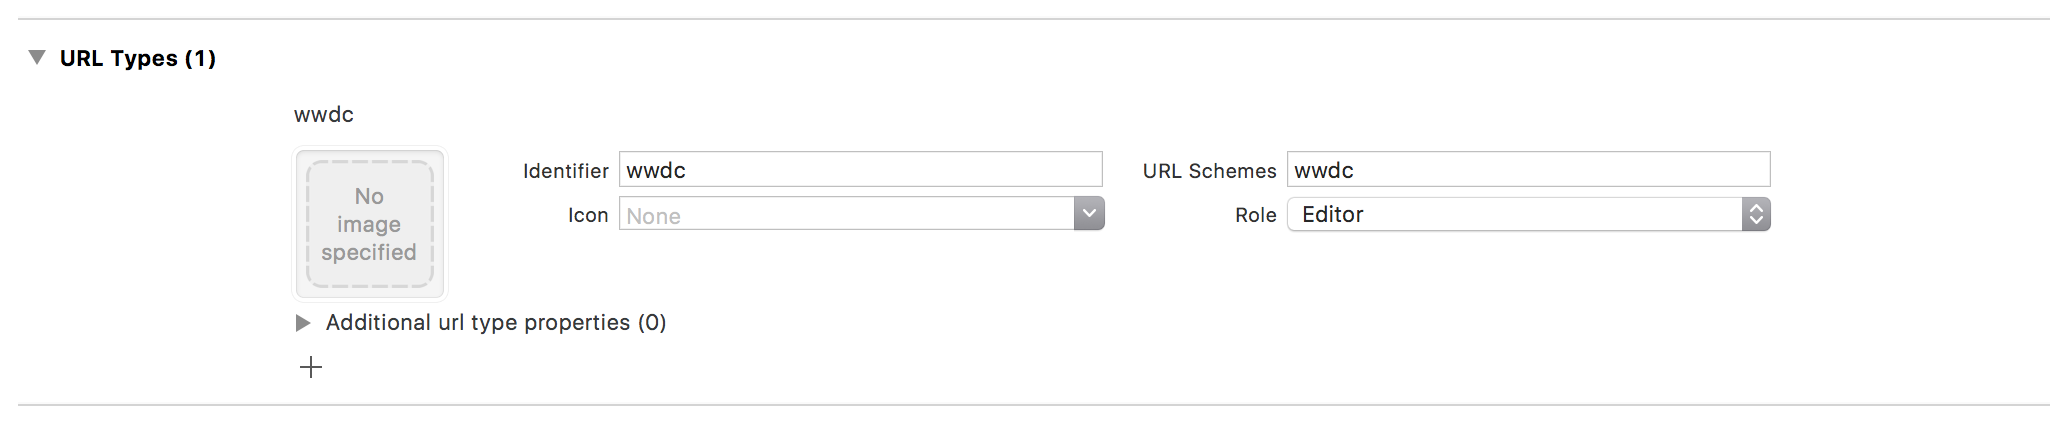 URL Types (1)
wwdc
No
image
specified
Identifier wwdc
URL Schemes wwdc
Icon None
Role Editor
Additional url type properties (0)